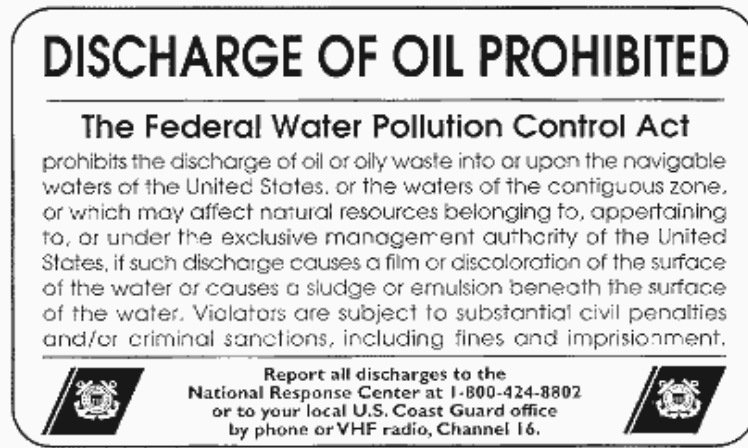 DISCHARGE OF OIL PROHIBITED
The Federal Water Pollution Control Act
prohibits the discharge of oil or oily waste into or upon the navigable
waters of the United States, or the waters of the contiguous zone,
or which may affect natural resources belonging to, appertaining
to, or under the exclusive management authority of the United
States, if such discharge causes a film or discoloration of the surface
of the water or causes a sludge or emulsion beneath the surface
of the water. Violators are subject to substantial civil penalties
and/or criminal sanctions, including fines and imprisionment.
Report all discharges to the
National Response Center at 1-800-424-8802
or to your local U.S. Coast Guard office
by phone or VHF radio, Channel 16.